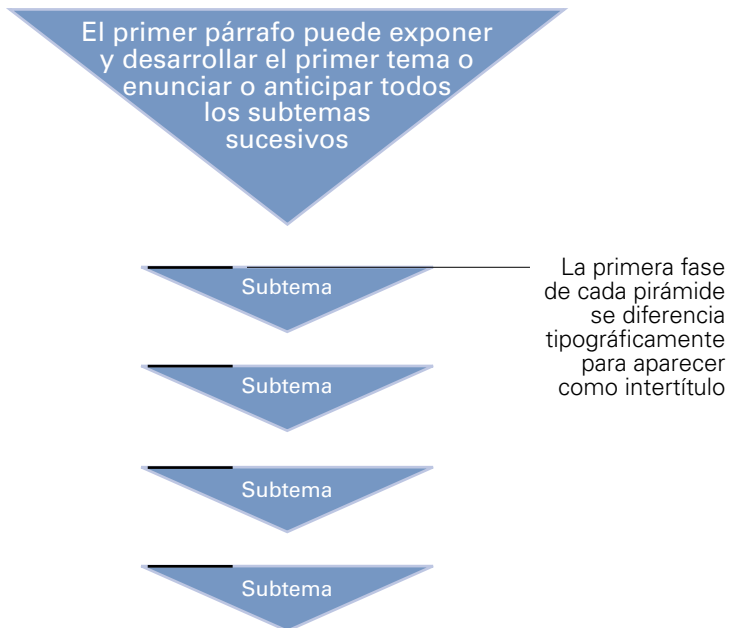 El primer párrafo puede exponer
y desarrollar el primer tema o
enunciar o anticipar todos
los subtemas
sucesivos
Subtema
La primera fase
de cada pirámide
se diferencia
tipográficamente
para aparecer
como intertítulo
Subtema
Subtema
Subtema